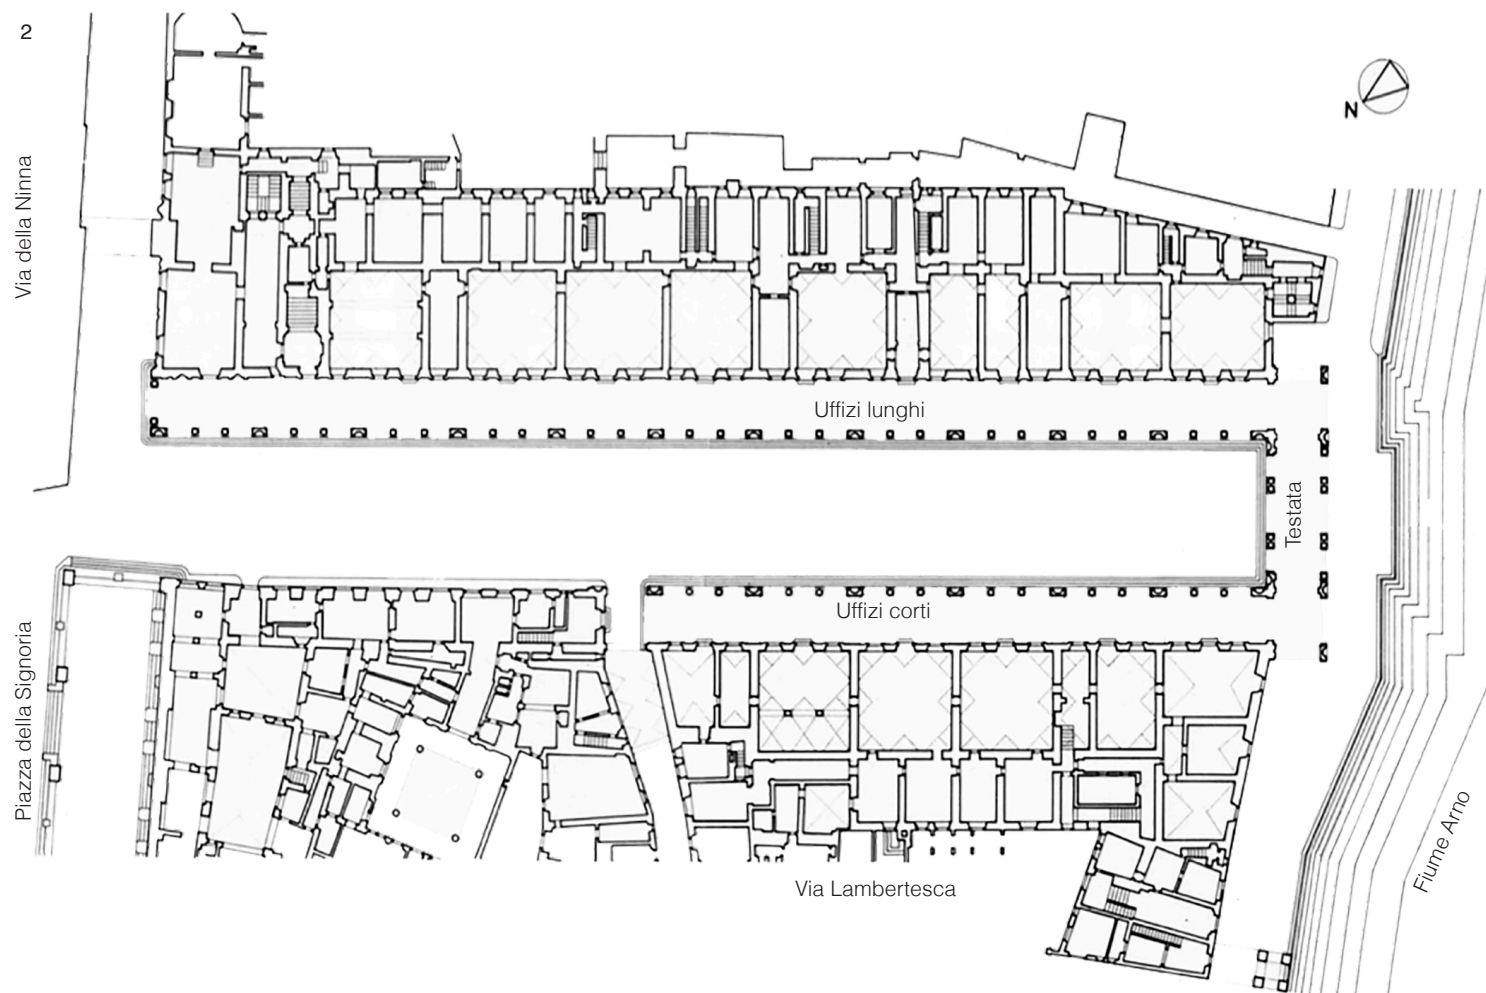 2
N
Via della Ninna
Uffizi lunghi
Testata
Uffizi corti
Piazza della Signoria
Fiume Arno
Via Lambertesca